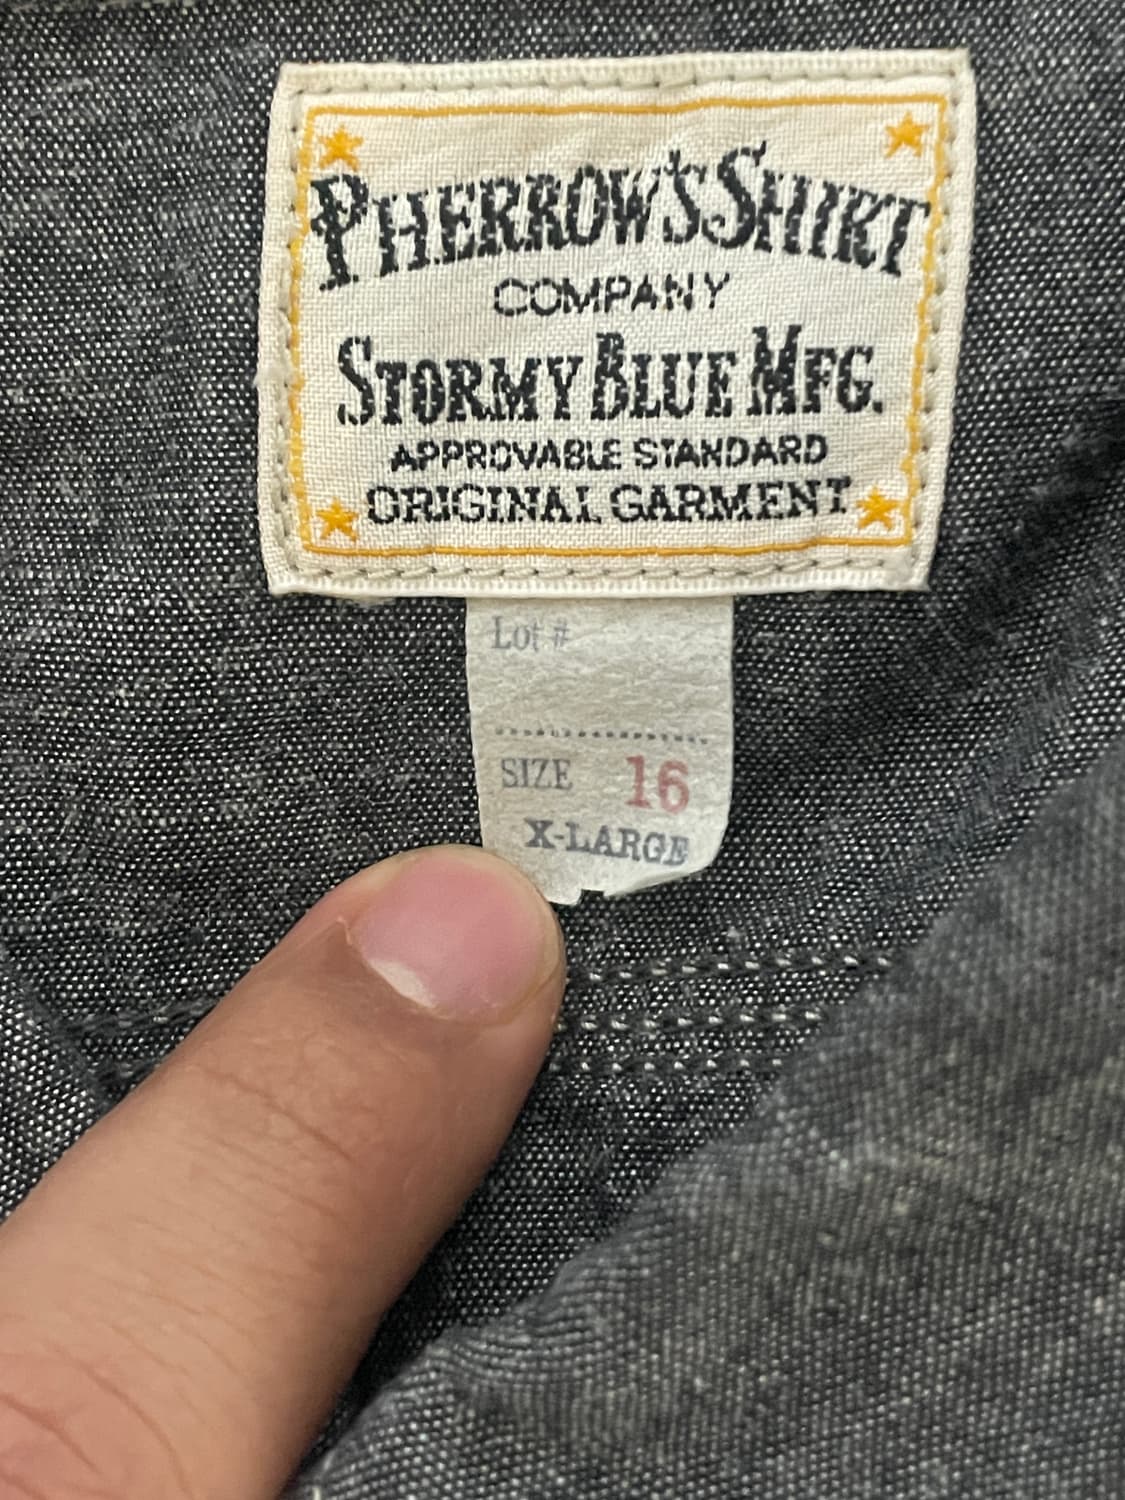 PHERROW'S SHIRT
COMPANY
STORMY BLUE MFG.
APPROVABLE STANDARD
ORIGINAL GARMENT
Lot #
SIZE 16
X-LARGE